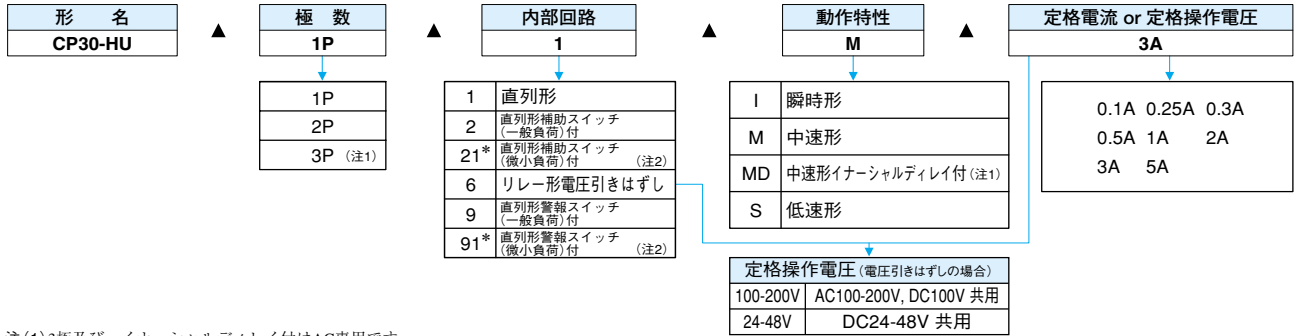 形　名 ▲ 極　数 ▲ 内部回路 ▲ 動作特性 ▲ 定格電流 or 定格操作電圧
CP30-HU 1P 1 M 3A
1P
2P
3P (注1)
1 直列形
2 直列形補助スイッチ
(一般負荷)付
21* 直列形補助スイッチ
(微小負荷)付 (注2)
6 リレー形電圧引きはずし
9 直列形警報スイッチ
(一般負荷)付
91* 直列形警報スイッチ
(微小負荷)付 (注2)
I 瞬時形
M 中速形
MD 中速形イナーシャルディレイ付(注1)
S 低速形
0.1A 0.25A 0.3A
0.5A 1A 2A
3A 5A
定格操作電圧(電圧引きはずしの場合)
100-200V AC100-200V, DC100V 共用
24-48V DC24-48V 共用